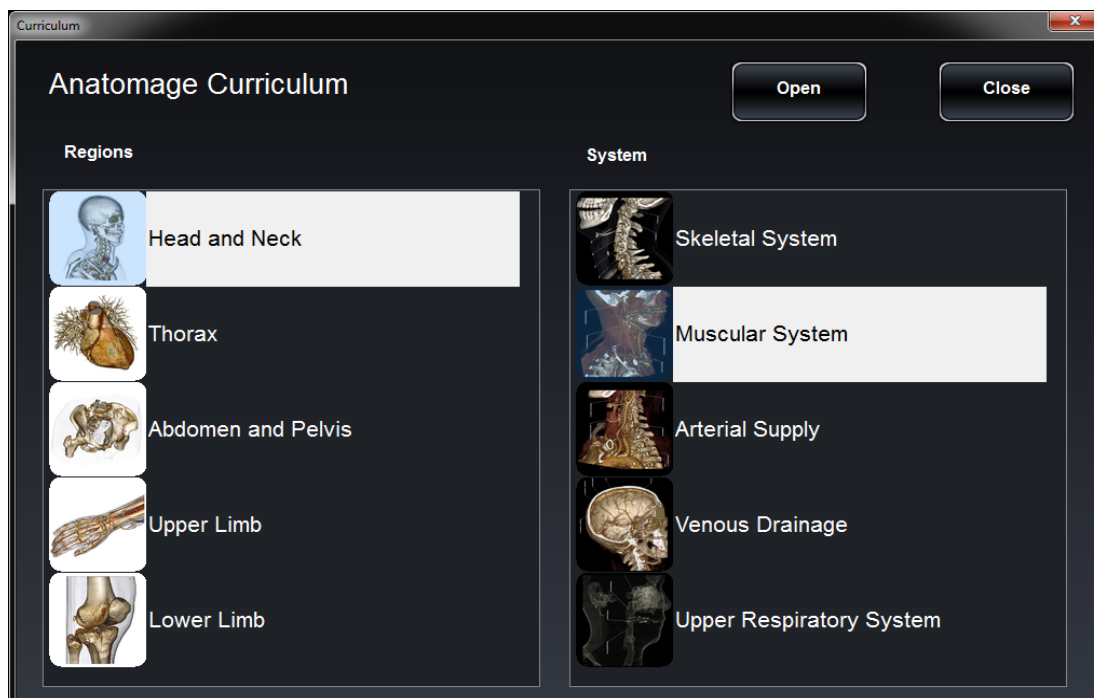 Curriculum
Anatomage Curriculum
Open
Close
Regions
System
Head and Neck
Thorax
Abdomen and Pelvis
Upper Limb
Lower Limb
Skeletal System
Muscular System
Arterial Supply
Venous Drainage
Upper Respiratory System